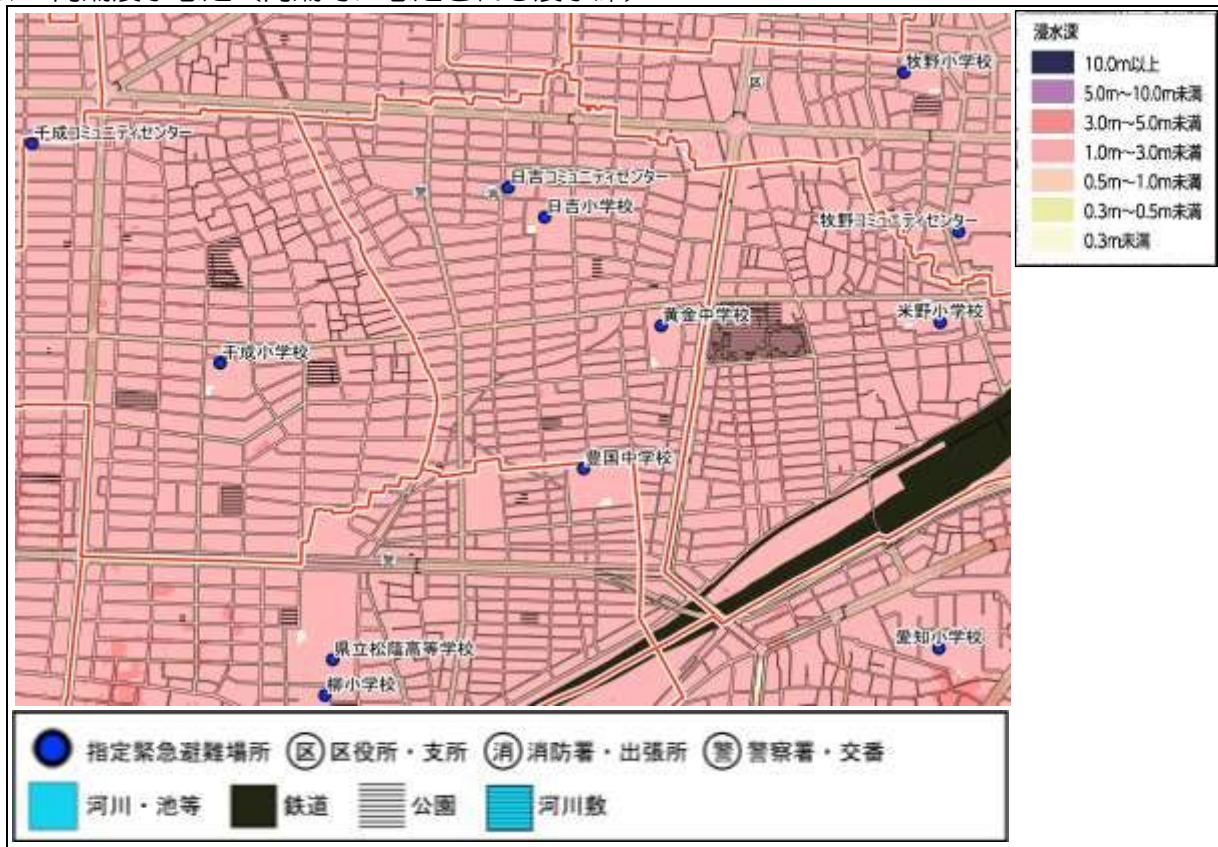 浸水深
10.0m以上
5.0m〜10.0m未満
3.0m〜5.0m未満
1.0m〜3.0m未満
0.5m〜1.0m未満
0.3m〜0.5m未満
0.3m未満
牧野小学校
区
千成コミュニティセンター
日吉コミュニティセンター
警
消
日吉小学校
牧野コミュニティセンター
黄金中学校
米野小学校
千成小学校
豊国中学校
警
愛知小学校
県立松蔭高等学校
柳小学校
指定緊急避難場所 区 区役所・支所 消 消防署・出張所 警 警察署・交番
河川・池等 鉄道 公園 河川敷